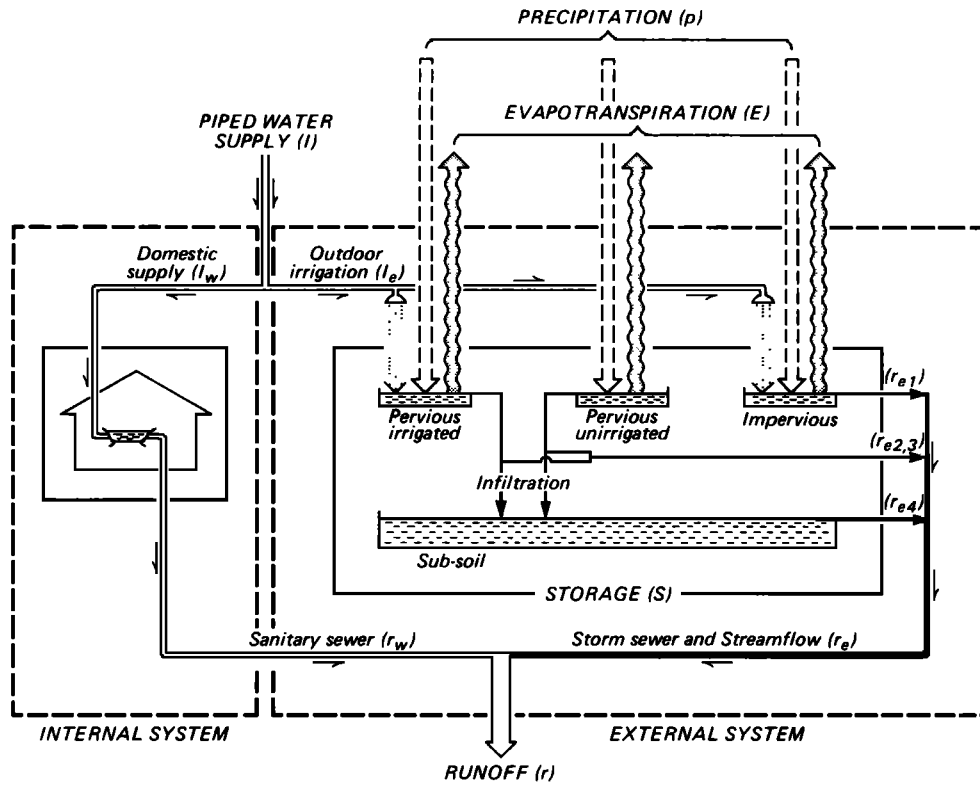 PRECIPITATION (p)
EVAPOTRANSPIRATION (E)
PIPED WATER
SUPPLY (I)
Domestic
supply (Iw)
Outdoor
irrigation (Ie)
Pervious
irrigated
Pervious
unirrigated
Impervious
(re1)
(re2,3)
Infiltration
(re4)
Sub-soil
STORAGE (S)
Sanitary sewer (rw)
Storm sewer and Streamflow (re)
INTERNAL SYSTEM
EXTERNAL SYSTEM
RUNOFF (r)